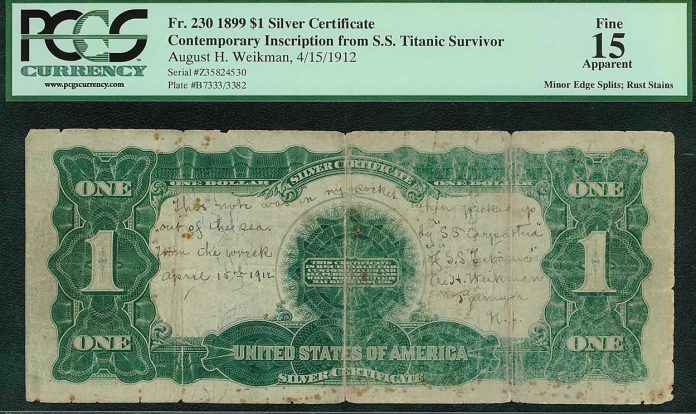 PCGS
CURRENCY
www.pcgscurrency.com
Fr. 230 1899 $1 Silver Certificate
Contemporary Inscription from S.S. Titanic Survivor
August H. Weikman, 4/15/1912
Serial #Z35824530
Plate #B7333/3382
Fine
15
Apparent
Minor Edge Splits; Rust Stains
SILVER CERTIFICATE
ONE
ONE DOLLAR
ONE
This note was in my pocket
out of the sea
from the wreck
April 15th 1912
when picked up
by S.S. "Carpathia"
of S.S. "Titanic"
A.H. Weikman
Palmyra
N.J.
1
THIS CERTIFICATE
1
ONE
ONE
UNITED STATES OF AMERICA
SILVER CERTIFICATE